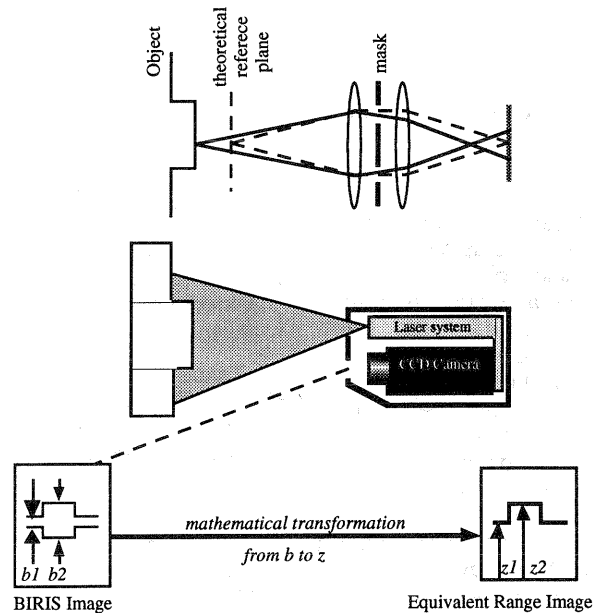 Object
theoretical
referece
plane
mask
Laser system
CCD Camera
mathematical transformation
from b to z
b1 b2
z1 z2
BIRIS Image
Equivalent Range Image